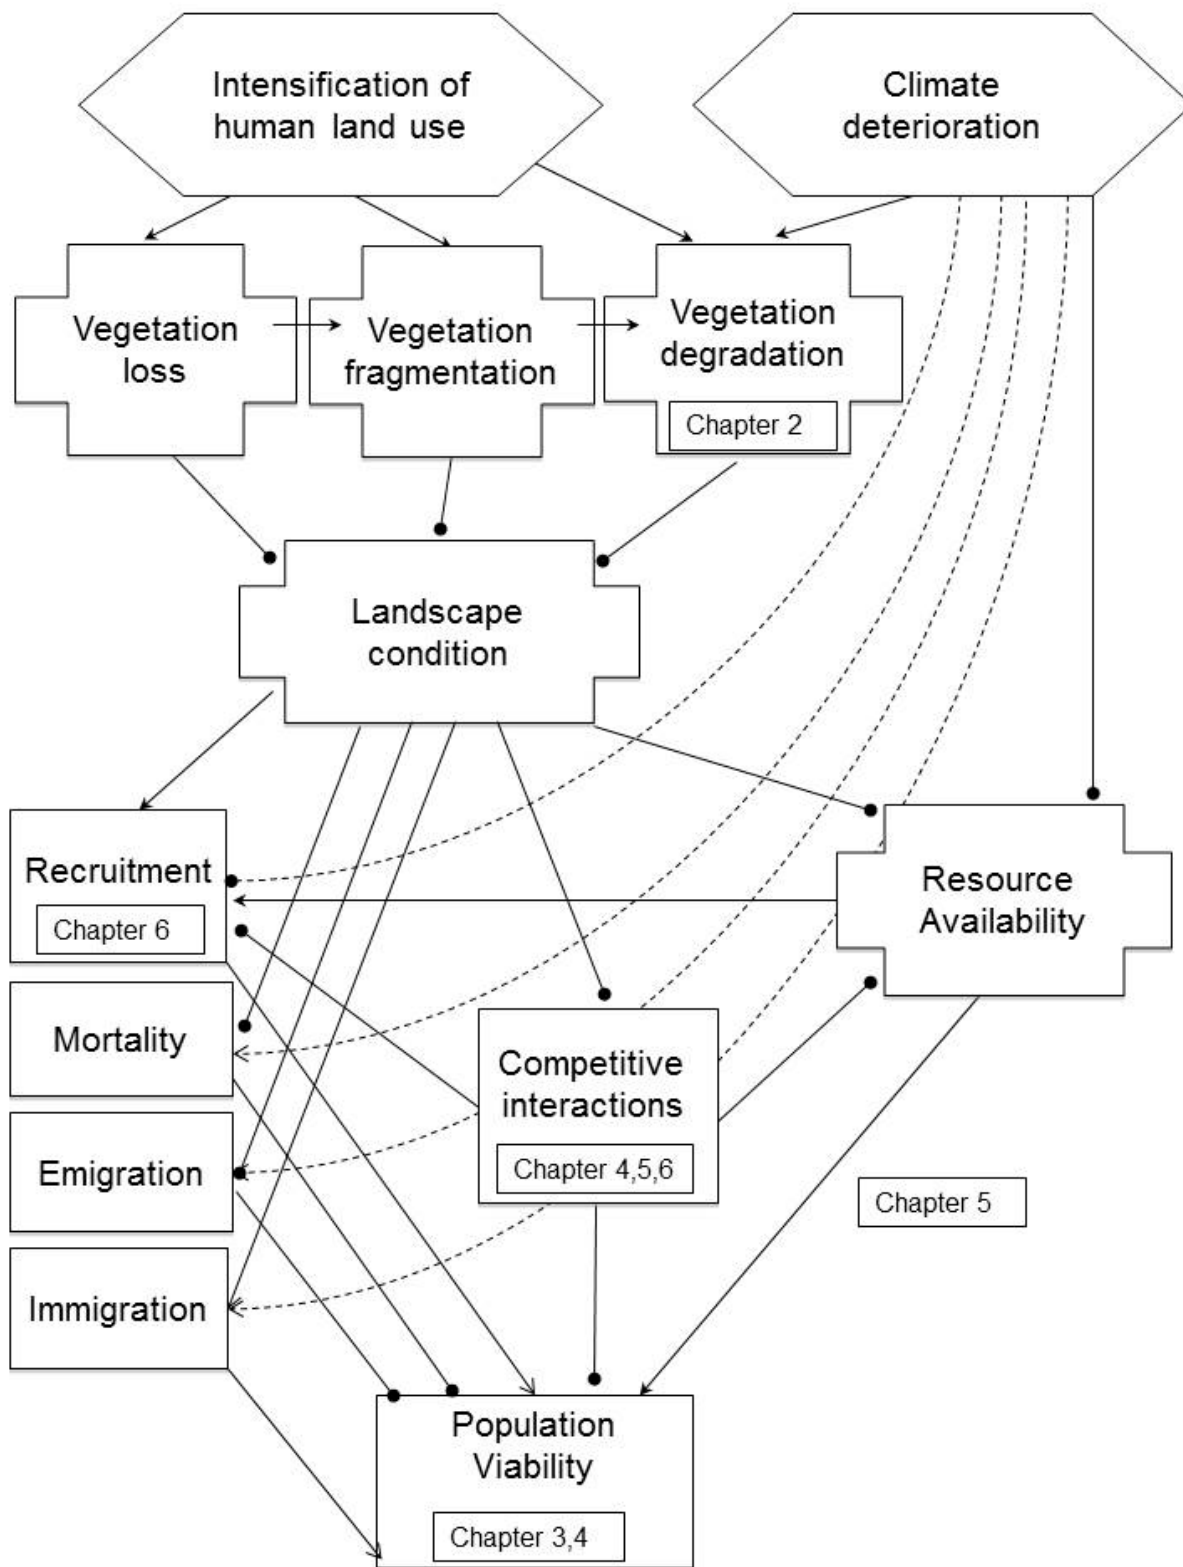 Intensification of
human land use
Climate
deterioration
Vegetation
loss
Vegetation
fragmentation
Vegetation
degradation
Chapter 2
Landscape
condition
Recruitment
Chapter 6
Resource
Availability
Mortality
Competitive
interactions
Chapter 4,5,6
Emigration
Chapter 5
Immigration
Population
Viability
Chapter 3,4